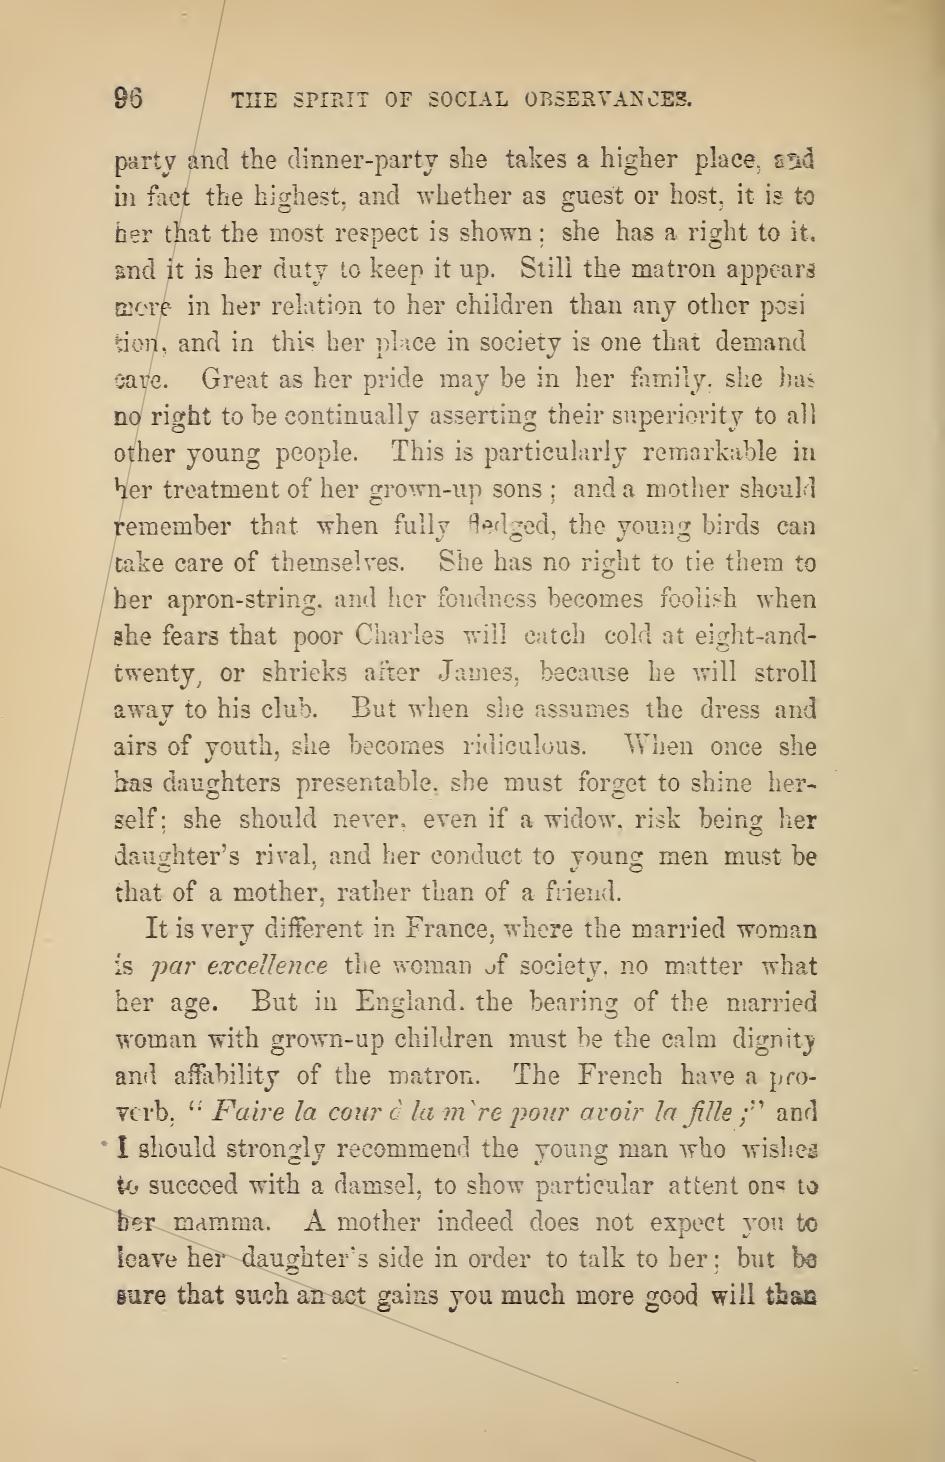 96 THE SPIRIT OF SOCIAL OBSERVANCES.
party and the dinner-party she takes a higher place, and
in fact the highest, and whether as guest or host, it is to
her that the most respect is shown; she has a right to it,
and it is her duty to keep it up. Still the matron appears
more in her relation to her children than any other posi
tion, and in this her place in society is one that demand
care. Great as her pride may be in her family, she has
no right to be continually asserting their superiority to all
other young people. This is particularly remarkable in
her treatment of her grown-up sons; and a mother should
remember that when fully fledged, the young birds can
take care of themselves. She has no right to tie them to
her apron-string, and her fondness becomes foolish when
she fears that poor Charles will catch cold at eight-and-
twenty, or shrieks after James, because he will stroll
away to his club. But when she assumes the dress and
airs of youth, she becomes ridiculous. When once she
has daughters presentable, she must forget to shine her-
self; she should never, even if a widow, risk being her
daughter's rival, and her conduct to young men must be
that of a mother, rather than of a friend.
It is very different in France, where the married woman
is par excellence the woman of society, no matter what
her age. But in England, the bearing of the married
woman with grown-up children must be the calm dignity
and affability of the matron. The French have a pro-
verb, "Faire la cour à la mère pour avoir la fille;" and
I should strongly recommend the young man who wishes
to succeed with a damsel, to show particular attentions to
her mamma. A mother indeed does not expect you to
leave her daughter's side in order to talk to her; but be
sure that such an act gains you much more good will than